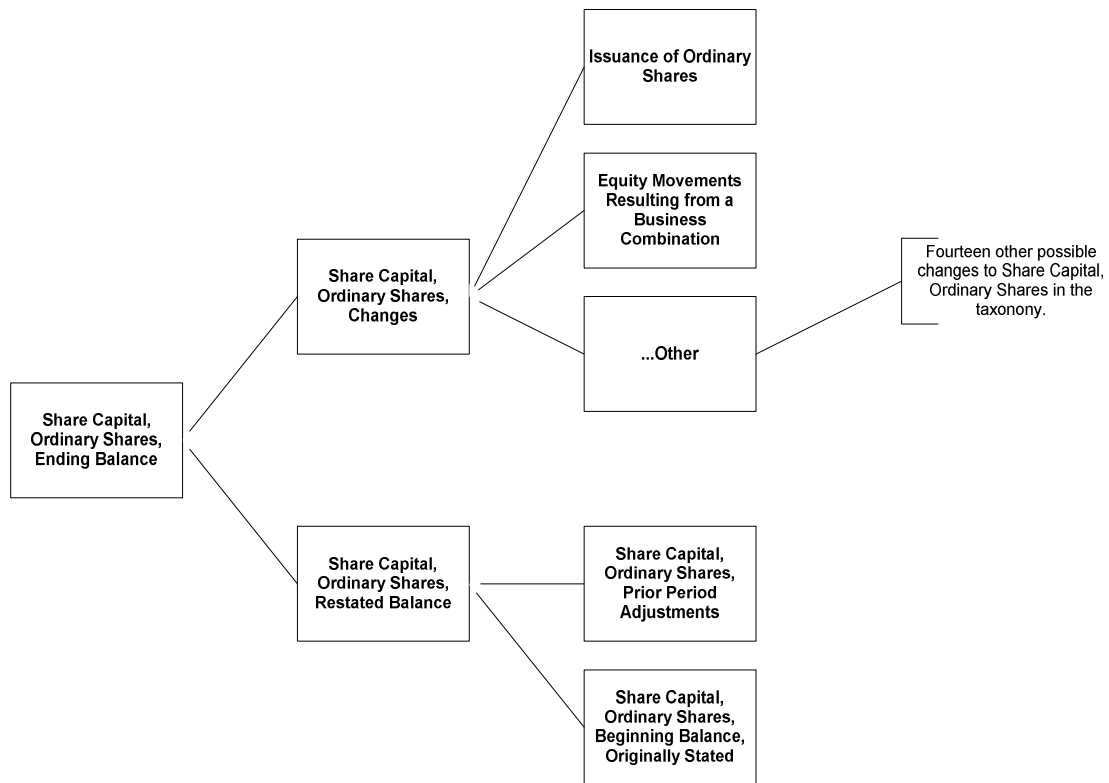 Issuance of Ordinary
Shares
Equity Movements
Resulting from a
Business
Combination
Share Capital,
Ordinary Shares,
Changes
Fourteen other possible
changes to Share Capital,
Ordinary Shares in the
taxonony.
...Other
Share Capital,
Ordinary Shares,
Ending Balance
Share Capital,
Ordinary Shares,
Restated Balance
Share Capital,
Ordinary Shares,
Prior Period
Adjustments
Share Capital,
Ordinary Shares,
Beginning Balance,
Originally Stated